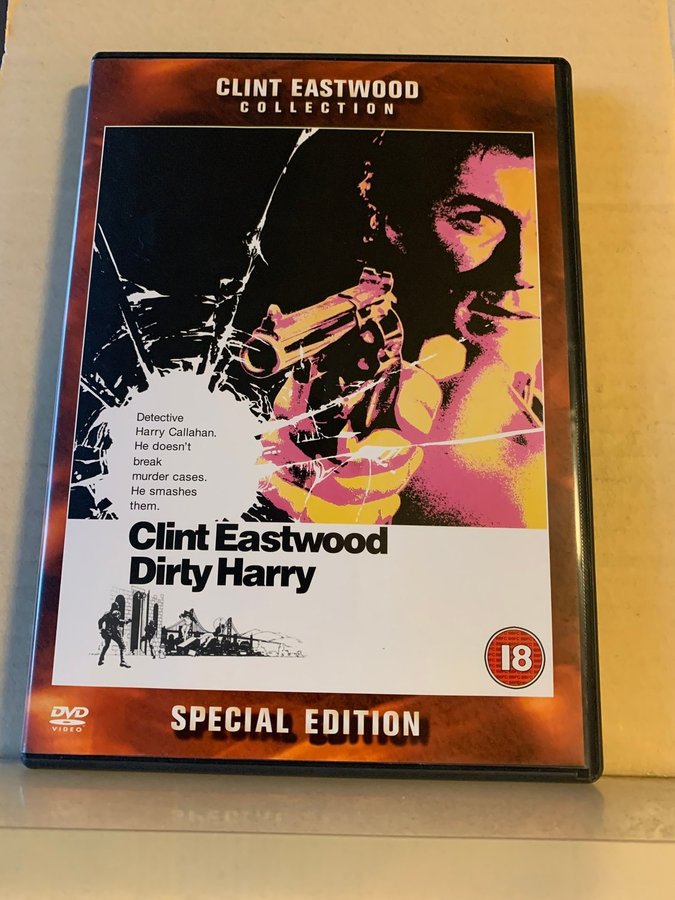 CLINT EASTWOOD
COLLECTION
Detective
Harry Callahan.
He doesn't
break
murder cases.
He smashes
them.
Clint Eastwood
Dirty Harry
18
DVD
VIDEO
SPECIAL EDITION